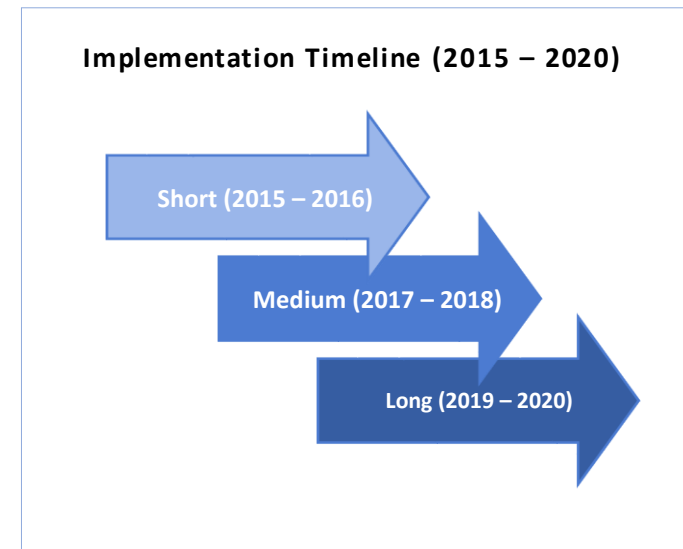 Implementation Timeline (2015 – 2020)
Short (2015 – 2016)
Medium (2017 – 2018)
Long (2019 – 2020)